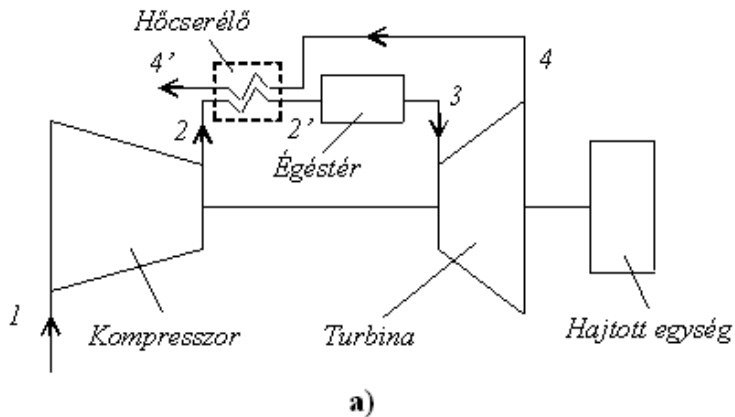 Hőcserélő
4'
4
2
2'
3
Égéstér
1
Kompresszor
Turbina
Hajtott egység
a)